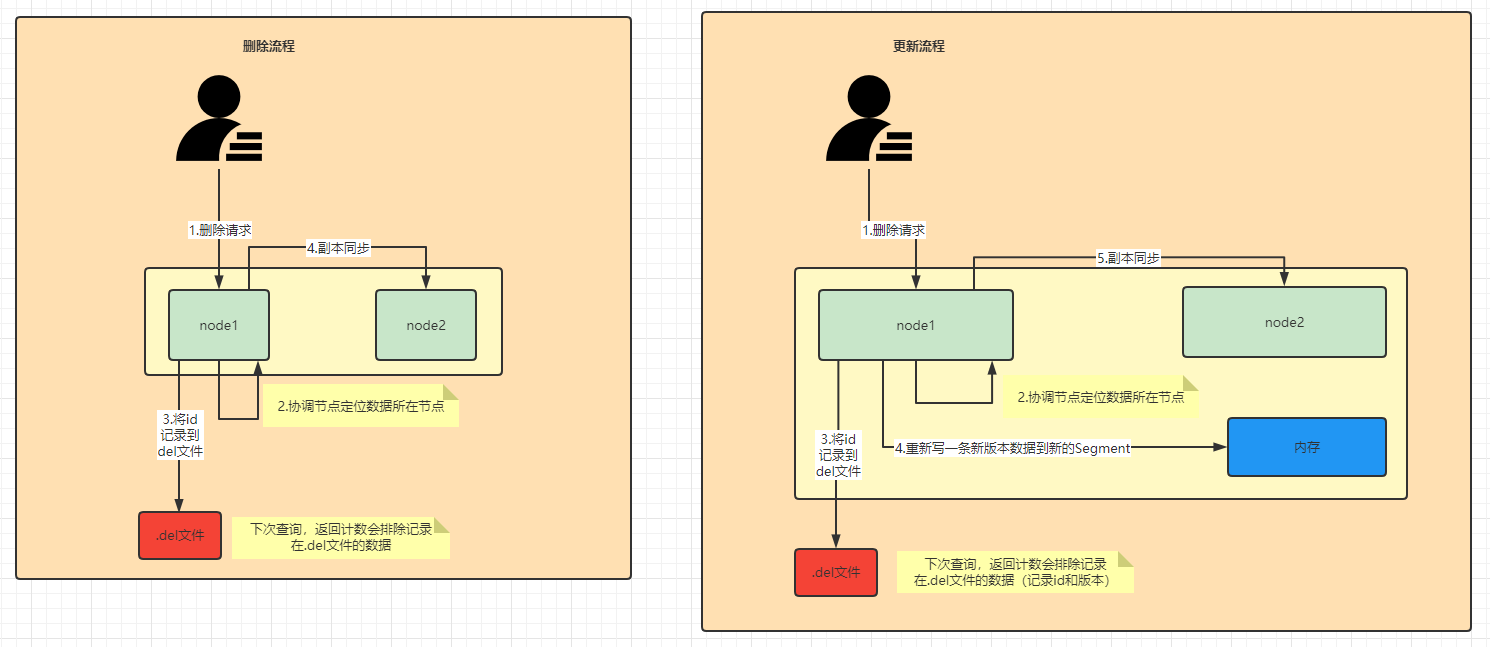 删除流程
1.删除请求
4.副本同步
node1
node2
2.协调节点定位数据所在节点
3.将id
记录到
del文件
.del文件
下次查询，返回计数会排除记录
在.del文件的数据
更新流程
1.删除请求
5.副本同步
node1
node2
2.协调节点定位数据所在节点
3.将id
记录到
del文件
4.重新写一条新版本数据到新的Segment
内存
.del文件
下次查询，返回计数会排除记录
在.del文件的数据（记录id和版本）